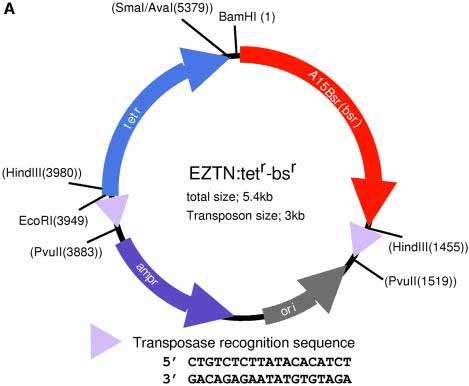 A
(SmaI/AvaI(5379))
BamHI (1)
tetr
A15Bsr(bsr)
(HindIII(3980))
EcoRI(3949)
(PvuII(3883))
EZTN:tetr-bsr
total size; 5.4kb
Transposon size; 3kb
(HindIII(1455))
(PvuII(1519))
ampr
ori
Transposase recognition sequence
5′ CTGTCTCTTATACACATCT
3′ GACAGAGAATATGTGTAGA